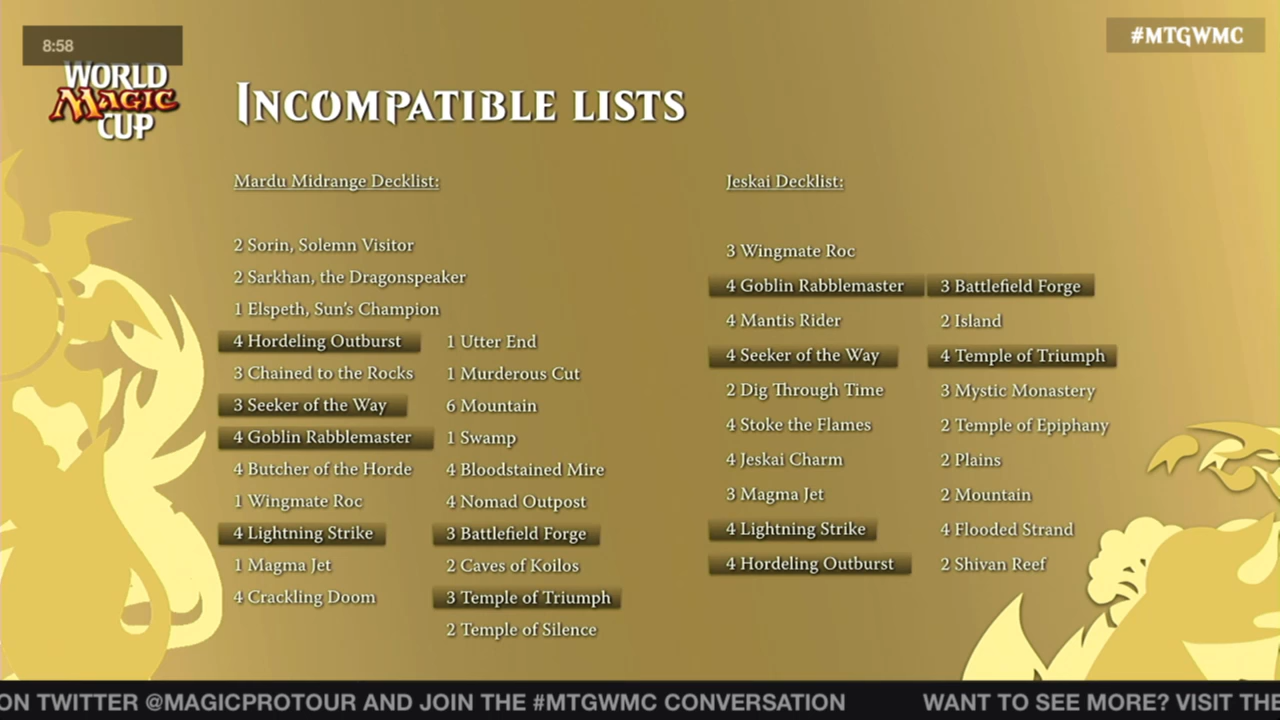 8:58
#MTGWMC
WORLD
MAGIC
CUP
INCOMPATIBLE LISTS
Mardu Midrange Decklist:
2 Sorin, Solemn Visitor
2 Sarkhan, the Dragonspeaker
1 Elspeth, Sun's Champion
4 Hordeling Outburst
3 Chained to the Rocks
3 Seeker of the Way
4 Goblin Rabblemaster
4 Butcher of the Horde
1 Wingmate Roc
4 Lightning Strike
1 Magma Jet
4 Crackling Doom
1 Utter End
1 Murderous Cut
6 Mountain
1 Swamp
4 Bloodstained Mire
4 Nomad Outpost
3 Battlefield Forge
2 Caves of Koilos
3 Temple of Triumph
2 Temple of Silence
Jeskai Decklist:
3 Wingmate Roc
4 Goblin Rabblemaster
4 Mantis Rider
4 Seeker of the Way
2 Dig Through Time
4 Stoke the Flames
4 Jeskai Charm
3 Magma Jet
4 Lightning Strike
4 Hordeling Outburst
3 Battlefield Forge
2 Island
4 Temple of Triumph
3 Mystic Monastery
2 Temple of Epiphany
2 Plains
2 Mountain
4 Flooded Strand
2 Shivan Reef
ON TWITTER @MAGICPROTOUR AND JOIN THE #MTGWMC CONVERSATION WANT TO SEE MORE? VISIT THE